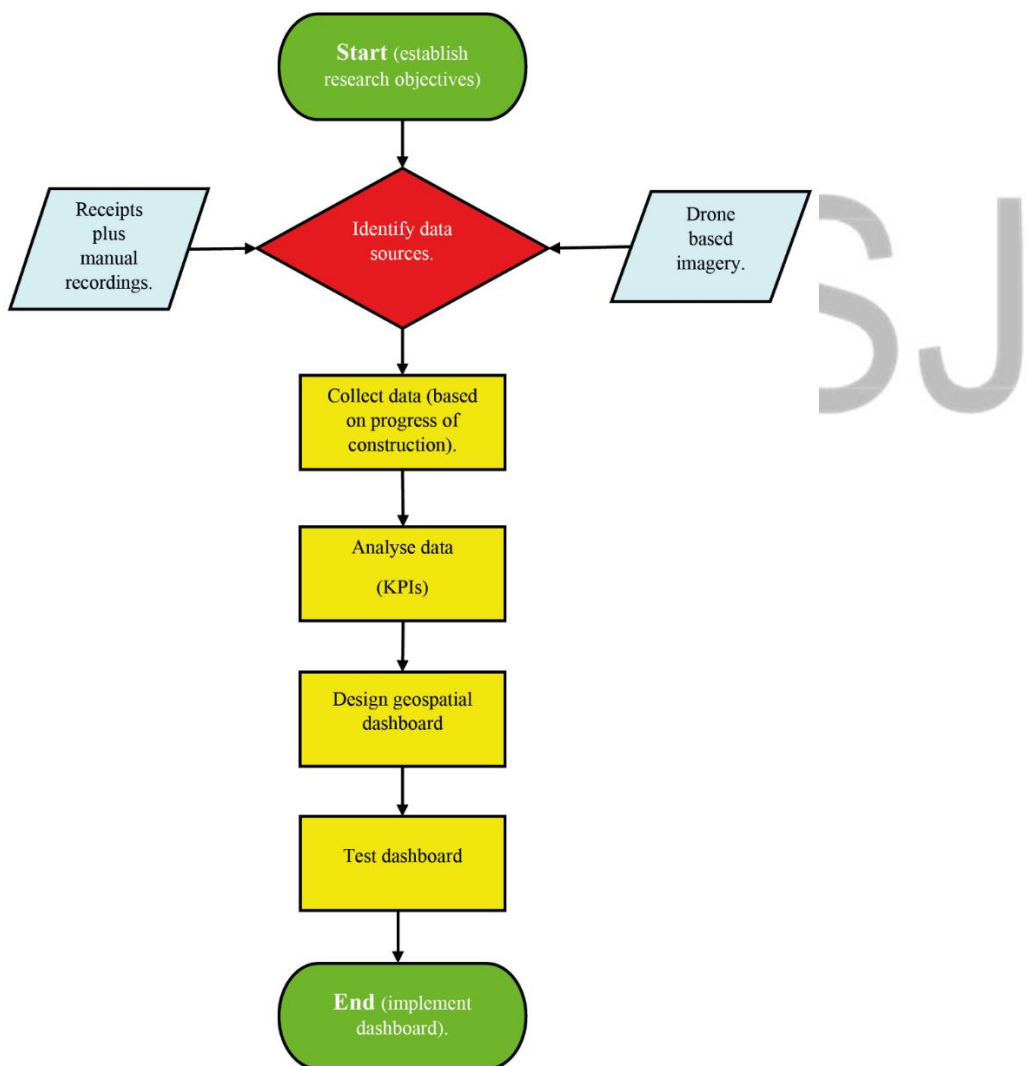 Start (establish
research objectives)
Receipts
plus
manual
recordings.
Identify data
sources.
Drone
based
imagery.
SJ
Collect data (based
on progress of
construction).
Analyse data
(KPIs)
Design geospatial
dashboard
Test dashboard
End (implement
dashboard).